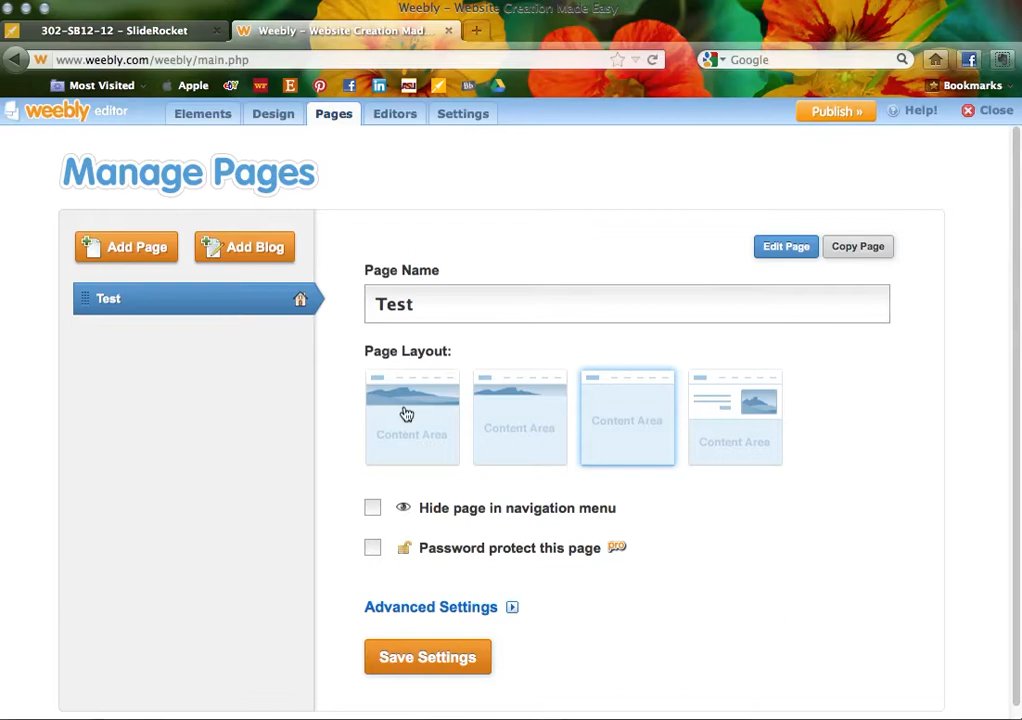 Weebly – Website Creation Made Easy
302-SB12-12 – SlideRocket
Weebly – Website Creation Mad...
www.weebly.com/weebly/main.php
Google
Most Visited
Apple
Bookmarks
weebly editor
Elements
Design
Pages
Editors
Settings
Publish »
Help!
Close
Manage Pages
Add Page
Add Blog
Edit Page
Copy Page
Test
Page Name
Test
Page Layout:
Content Area
Content Area
Content Area
Content Area
Hide page in navigation menu
Password protect this page
pro
Advanced Settings
Save Settings